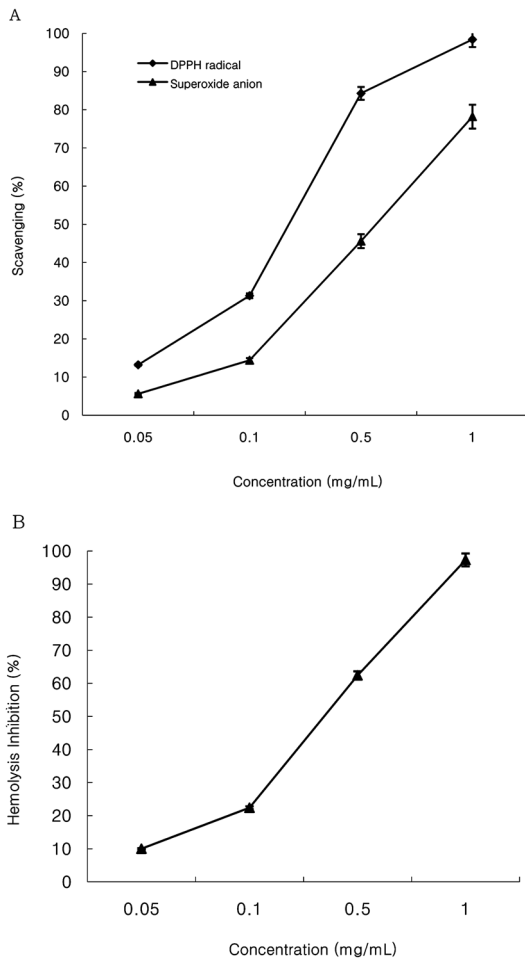 A
100
90
80
70
60
50
40
30
20
10
0
DPPH radical
Superoxide anion
Scavenging (%)
0.05 0.1 0.5 1
Concentration (mg/mL)
B
100
90
80
70
60
50
40
30
20
10
0
Hemolysis Inhibition (%)
0.05 0.1 0.5 1
Concentration (mg/mL)